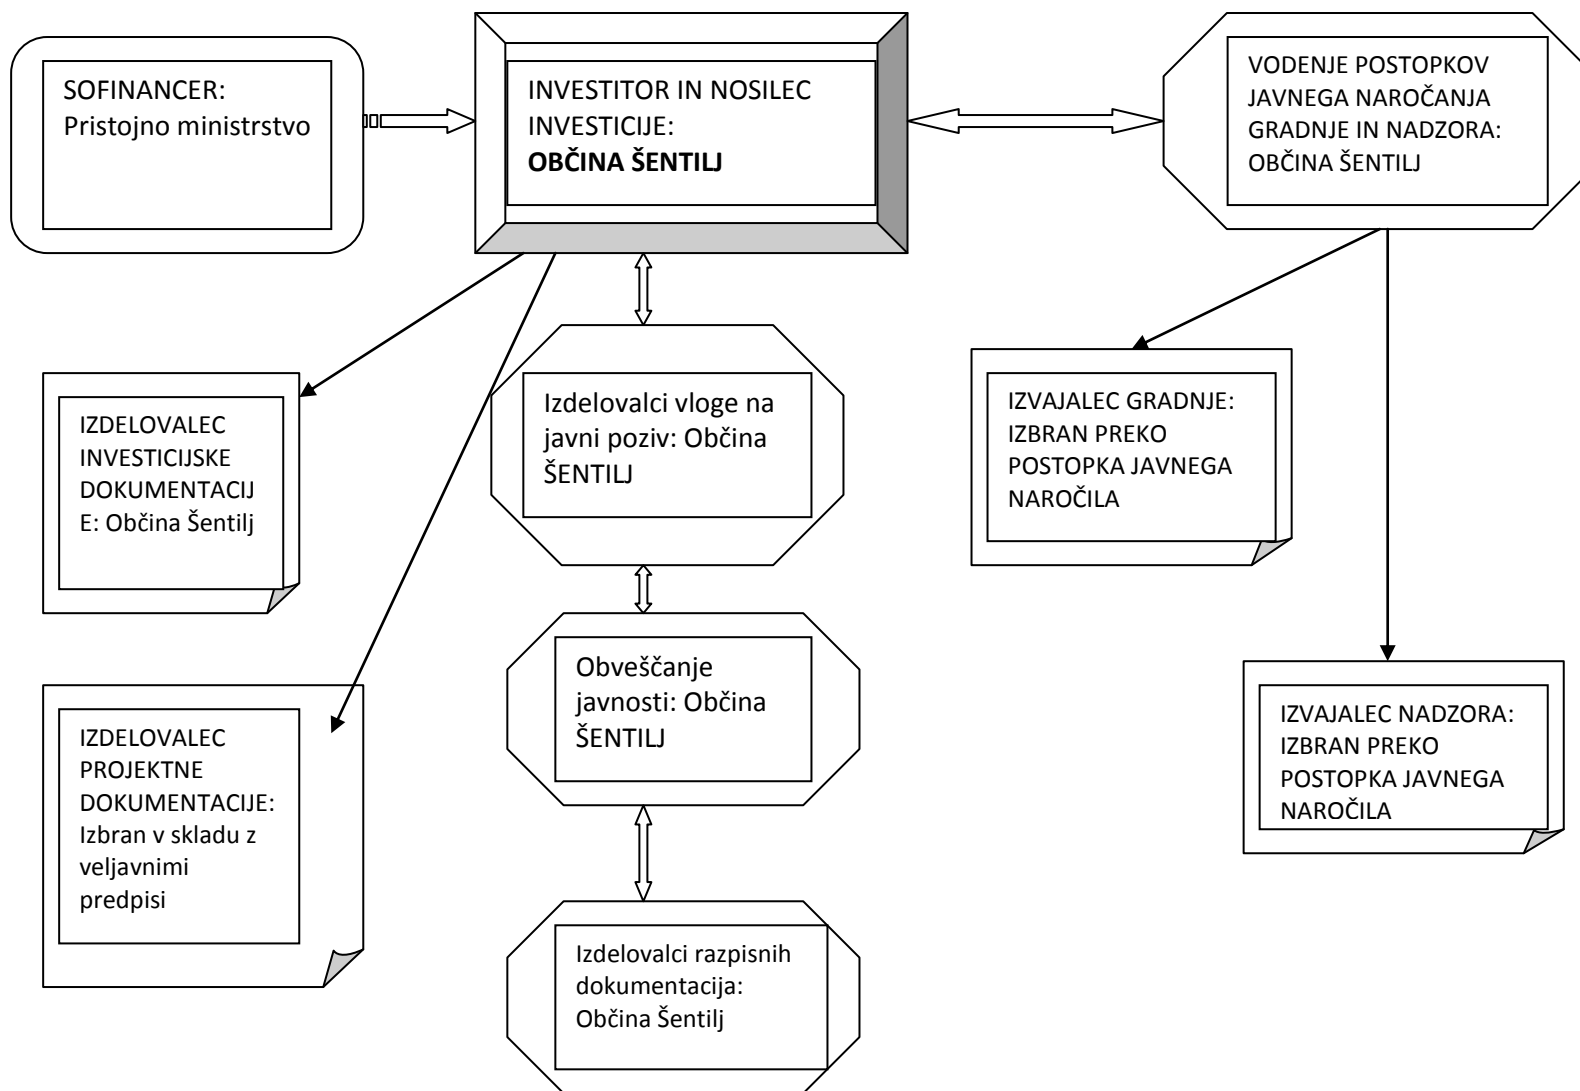 SOFINANCER:
Pristojno ministrstvo
INVESTITOR IN NOSILEC
INVESTICIJE:
OBČINA ŠENTILJ
VODENJE POSTOPKOV
JAVNEGA NAROČANJA
GRADNJE IN NADZORA:
OBČINA ŠENTILJ
IZDELOVALEC
INVESTICIJSKE
DOKUMENTACIJ
E: Občina Šentilj
Izdelovalci vloge na
javni poziv: Občina
ŠENTILJ
IZVAJALEC GRADNJE:
IZBRAN PREKO
POSTOPKA JAVNEGA
NAROČILA
Obveščanje
javnosti: Občina
ŠENTILJ
IZVAJALEC NADZORA:
IZBRAN PREKO
POSTOPKA JAVNEGA
NAROČILA
IZDELOVALEC
PROJEKTNE
DOKUMENTACIJE:
Izbran v skladu z
veljavnimi
predpisi
Izdelovalci razpisnih
dokumentacija:
Občina Šentilj